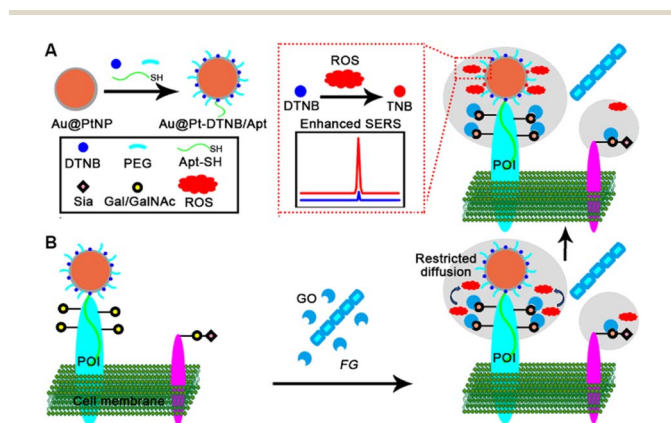 A
SH
Au@PtNP
Au@Pt-DTNB/Apt
DTNB
PEG
SH
Apt-SH
Sia
Gal/GalNAc
ROS
ROS
DTNB
TNB
Enhanced SERS
POI
B
POI
Cell membrane
GO
FG
Restricted
diffusion
POI